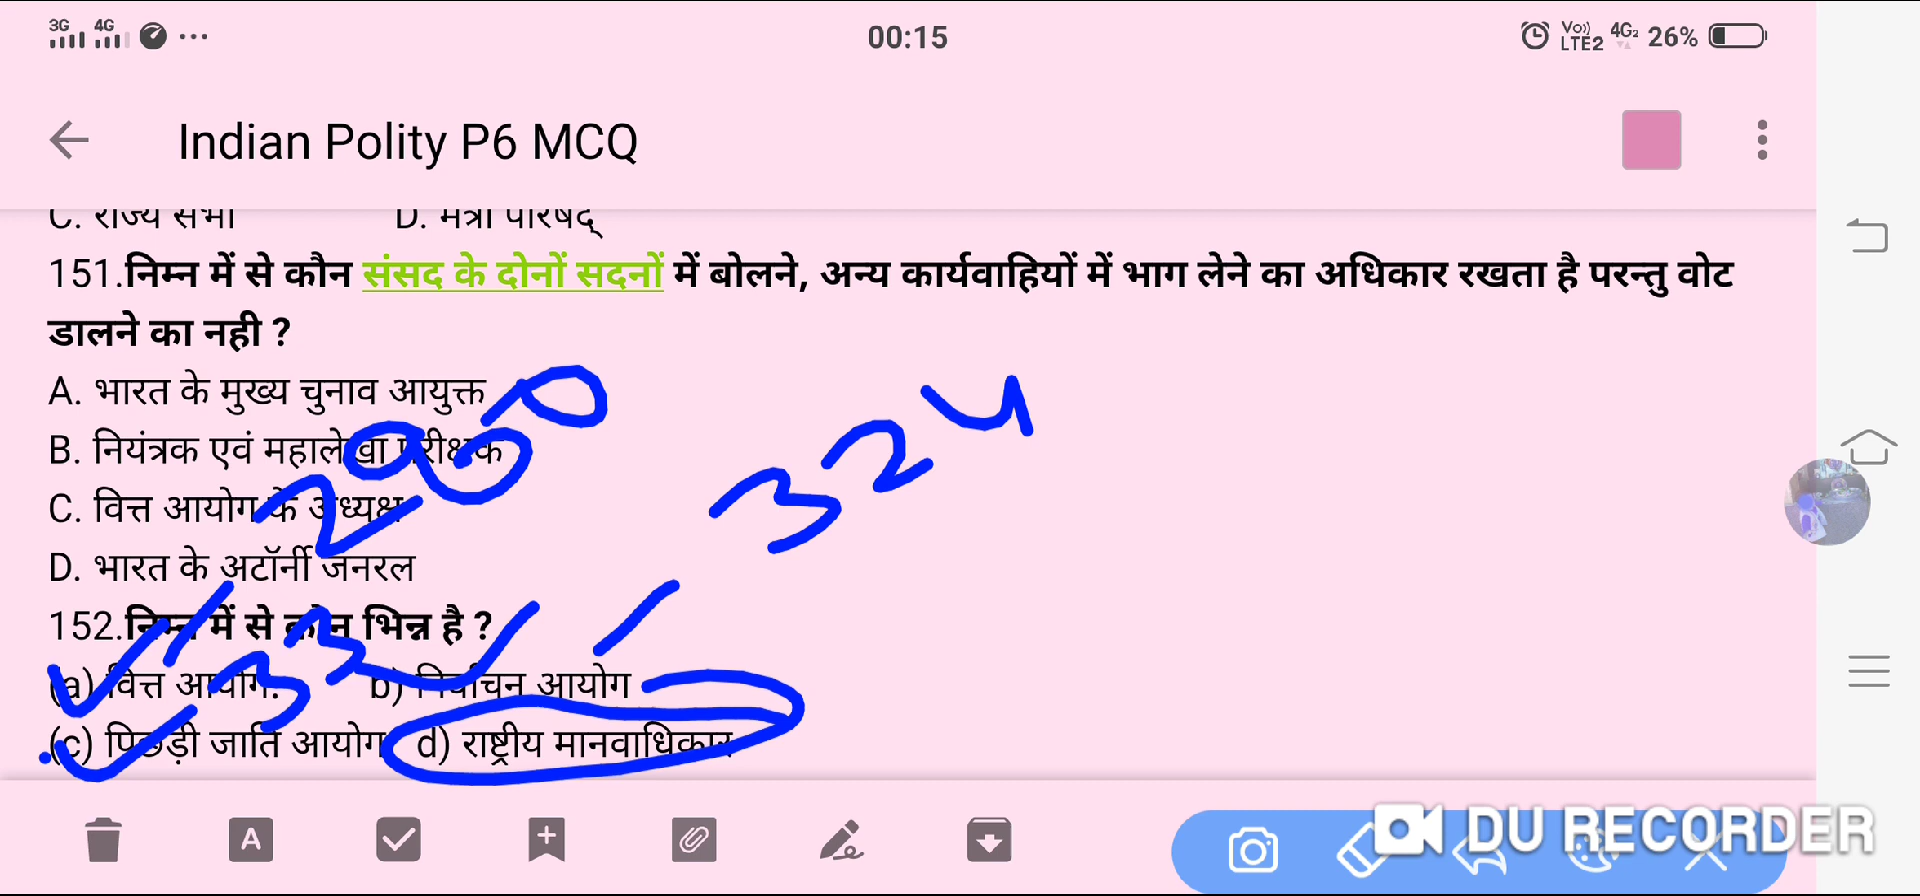 3G 4G ... 00:15 Vo)) LTE2 4G2 26%
Indian Polity P6 MCQ
C. राज्य सभा D. मंत्री परिषद्
151.निम्न में से कौन संसद के दोनों सदनों में बोलने, अन्य कार्यवाहियों में भाग लेने का अधिकार रखता है परन्तु वोट
डालने का नही ?
A. भारत के मुख्य चुनाव आयुक्त
B. नियंत्रक एवं महालेखा परीक्षक
C. वित्त आयोग के अध्यक्ष
D. भारत के अटॉर्नी जनरल
152.निम्न में से कौन भिन्न है ?
(a) वित्त आयोग. b) निर्वाचन आयोग
(c) पिछड़ी जाति आयोग d) राष्ट्रीय मानवाधिकार
324
A
DU RECORDER